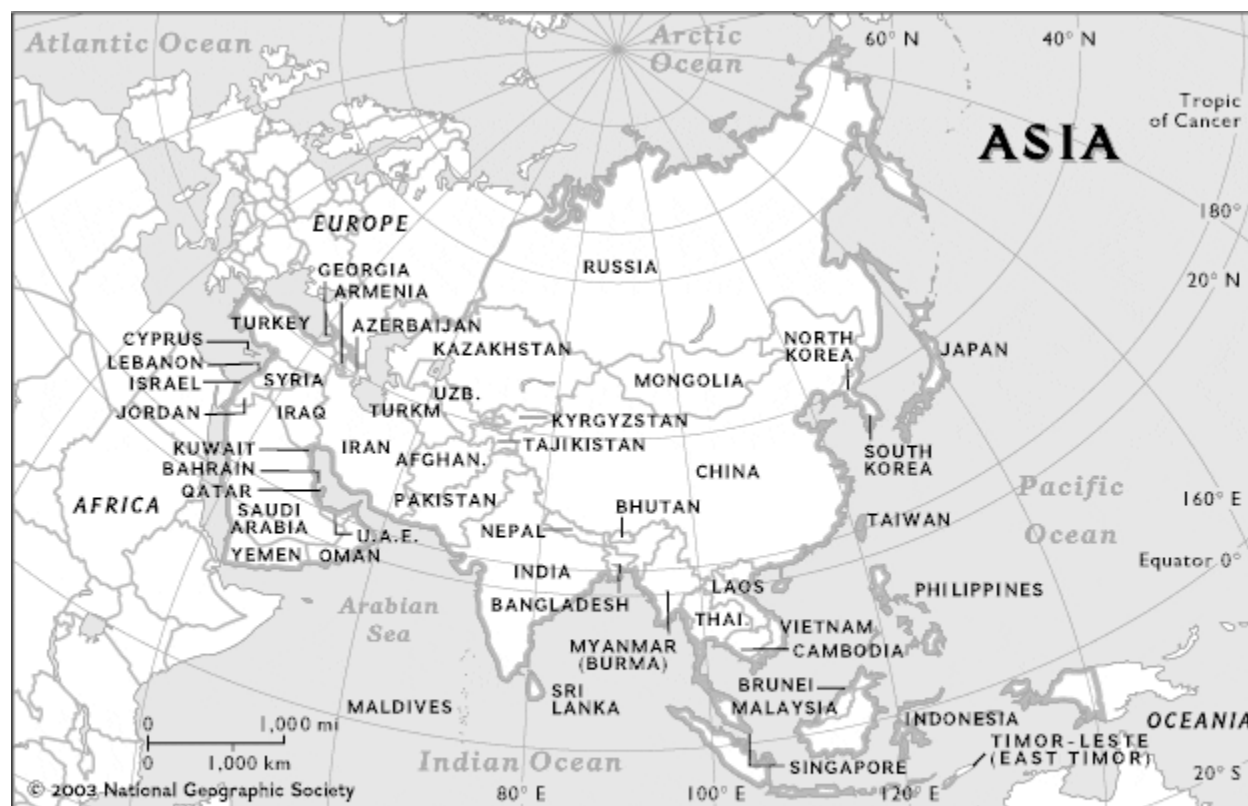 Atlantic Ocean
Arctic
Ocean
60° N
40° N
Tropic
of Cancer
ASIA
180°
EUROPE
GEORGIA
ARMENIA
RUSSIA
20° N
TURKEY
AZERBAIJAN
CYPRUS
LEBANON
ISRAEL
JORDAN
SYRIA
IRAQ
KAZAKHSTAN
UZB.
TURKM
MONGOLIA
NORTH
KOREA
JAPAN
KYRGYZSTAN
TAJIKISTAN
KUWAIT
BAHRAIN
QATAR
IRAN
AFGHAN.
CHINA
SOUTH
KOREA
AFRICA
SAUDI
ARABIA
PAKISTAN
BHUTAN
NEPAL
Pacific
Ocean
160° E
TAIWAN
U.A.E.
YEMEN
OMAN
INDIA
Equator 0°
LAOS
PHILIPPINES
Arabian
Sea
BANGLADESH
THAI.
VIETNAM
CAMBODIA
MYANMAR
(BURMA)
SRI
LANKA
MALDIVES
BRUNEI
MALAYSIA
INDONESIA
OCEANIA
0 1,000 mi
0 1,000 km
Indian Ocean
SINGAPORE
TIMOR-LESTE
(EAST TIMOR)
20° S
© 2003 National Geographic Society
80° E
100° E
120° E